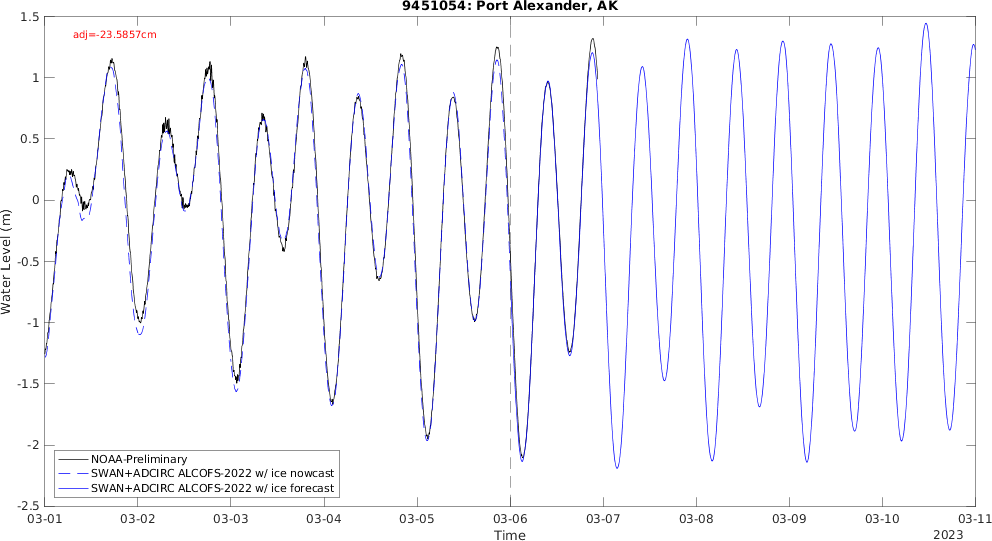 9451054: Port Alexander, AK
adj=-23.5857cm
1.5
1
0.5
0
-0.5
-1
-1.5
-2
-2.5
Water Level (m)
NOAA-Preliminary
SWAN+ADCIRC ALCOFS-2022 w/ ice nowcast
SWAN+ADCIRC ALCOFS-2022 w/ ice forecast
03-01 03-02 03-03 03-04 03-05 03-06 03-07 03-08 03-09 03-10 03-11
Time
2023